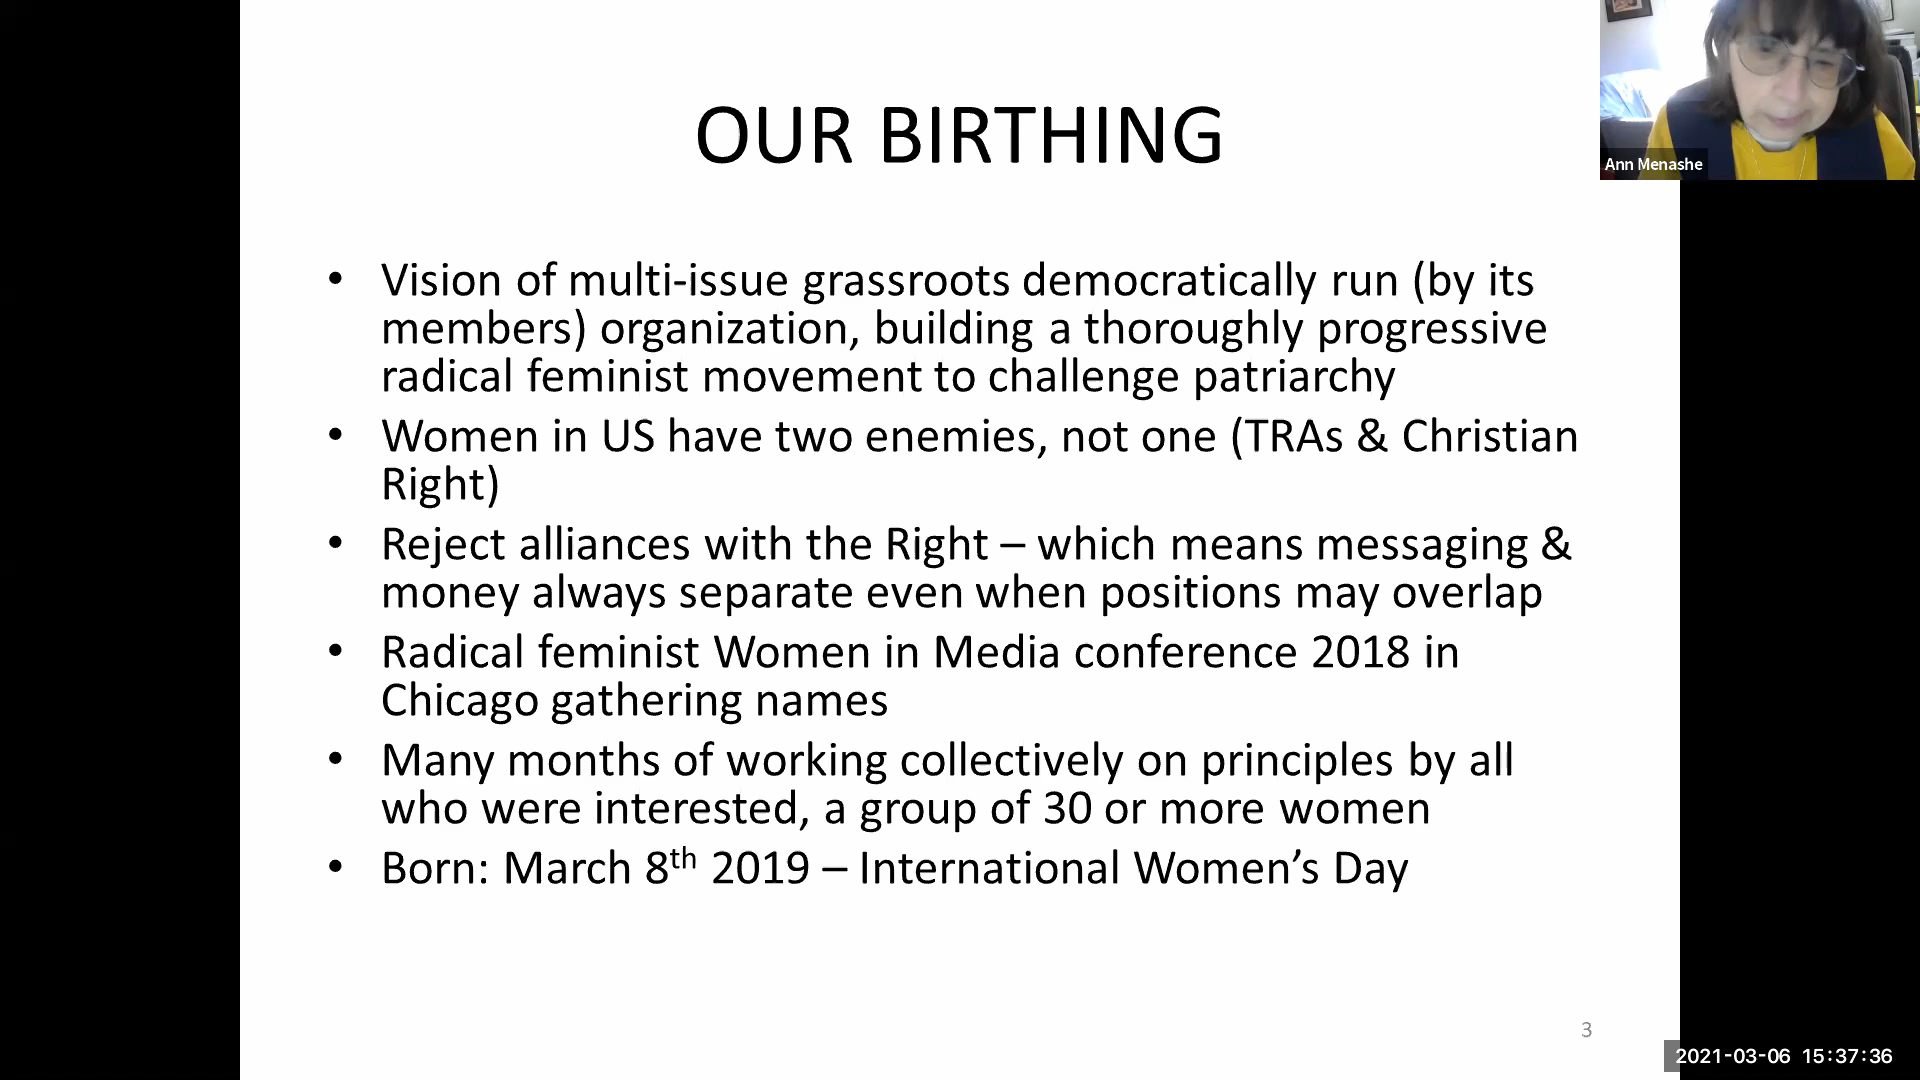 OUR BIRTHING
Ann Menashe
• Vision of multi-issue grassroots democratically run (by its
members) organization, building a thoroughly progressive
radical feminist movement to challenge patriarchy
• Women in US have two enemies, not one (TRAs & Christian
Right)
• Reject alliances with the Right – which means messaging &
money always separate even when positions may overlap
• Radical feminist Women in Media conference 2018 in
Chicago gathering names
• Many months of working collectively on principles by all
who were interested, a group of 30 or more women
• Born: March 8th 2019 – International Women’s Day
3
2021-03-06 15:37:36